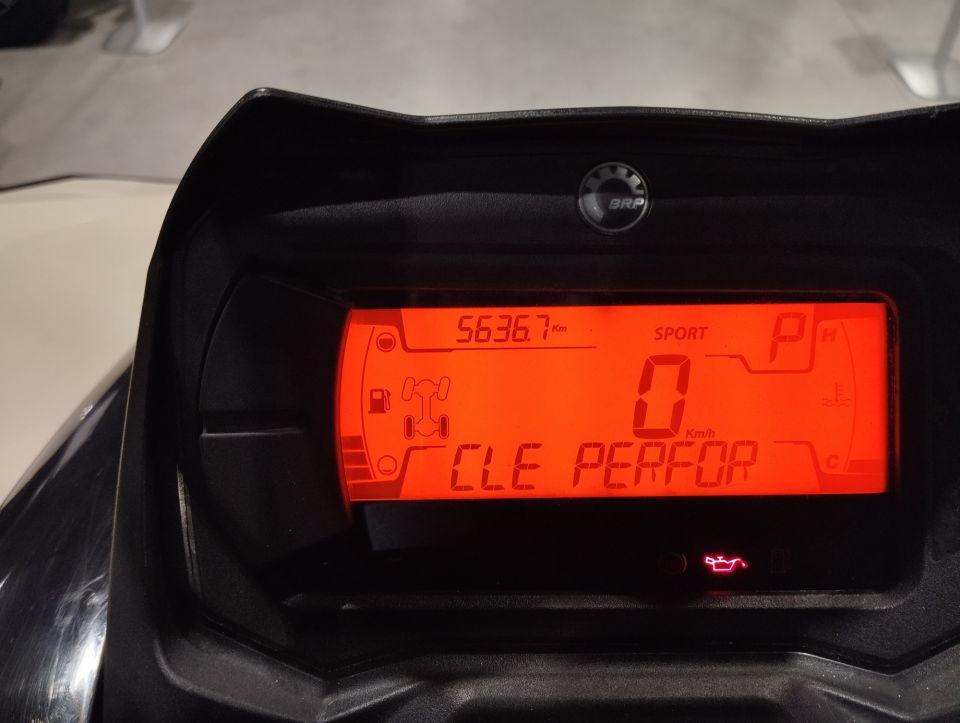 BRP
5636.7 Km
SPORT
P
H
0
Km/h
CLE PERFOR
C